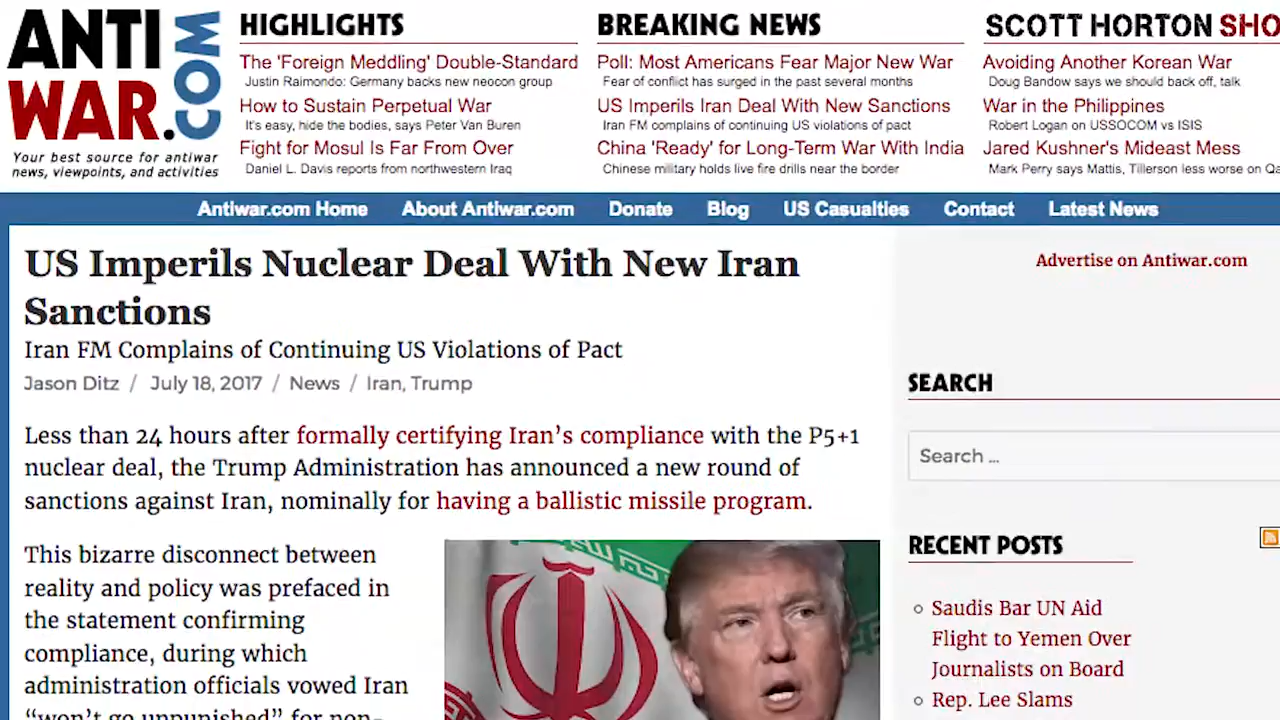 ANTI
WAR.COM
Your best source for antiwar
news, viewpoints, and activities
HIGHLIGHTS
The 'Foreign Meddling' Double-Standard
Justin Raimondo: Germany backs new neocon group
How to Sustain Perpetual War
It's easy, hide the bodies, says Peter Van Buren
Fight for Mosul Is Far From Over
Daniel L. Davis reports from northwestern Iraq
BREAKING NEWS
Poll: Most Americans Fear Major New War
Fear of conflict has surged in the past several months
US Imperils Iran Deal With New Sanctions
Iran FM complains of continuing US violations of pact
China 'Ready' for Long-Term War With India
Chinese military holds live fire drills near the border
SCOTT HORTON SHO
Avoiding Another Korean War
Doug Bandow says we should back off, talk
War in the Philippines
Robert Logan on USSOCOM vs ISIS
Jared Kushner's Mideast Mess
Mark Perry says Mattis, Tillerson less worse on Qa
Antiwar.com Home About Antiwar.com Donate Blog US Casualties Contact Latest News
US Imperils Nuclear Deal With New Iran
Sanctions
Iran FM Complains of Continuing US Violations of Pact
Jason Ditz / July 18, 2017 / News / Iran, Trump
Less than 24 hours after formally certifying Iran's compliance with the P5+1
nuclear deal, the Trump Administration has announced a new round of
sanctions against Iran, nominally for having a ballistic missile program.
This bizarre disconnect between
reality and policy was prefaced in
the statement confirming
compliance, during which
administration officials vowed Iran
“won't go unpunished” for non-
Advertise on Antiwar.com
SEARCH
Search ...
RECENT POSTS
Saudis Bar UN Aid
Flight to Yemen Over
Journalists on Board
Rep. Lee Slams